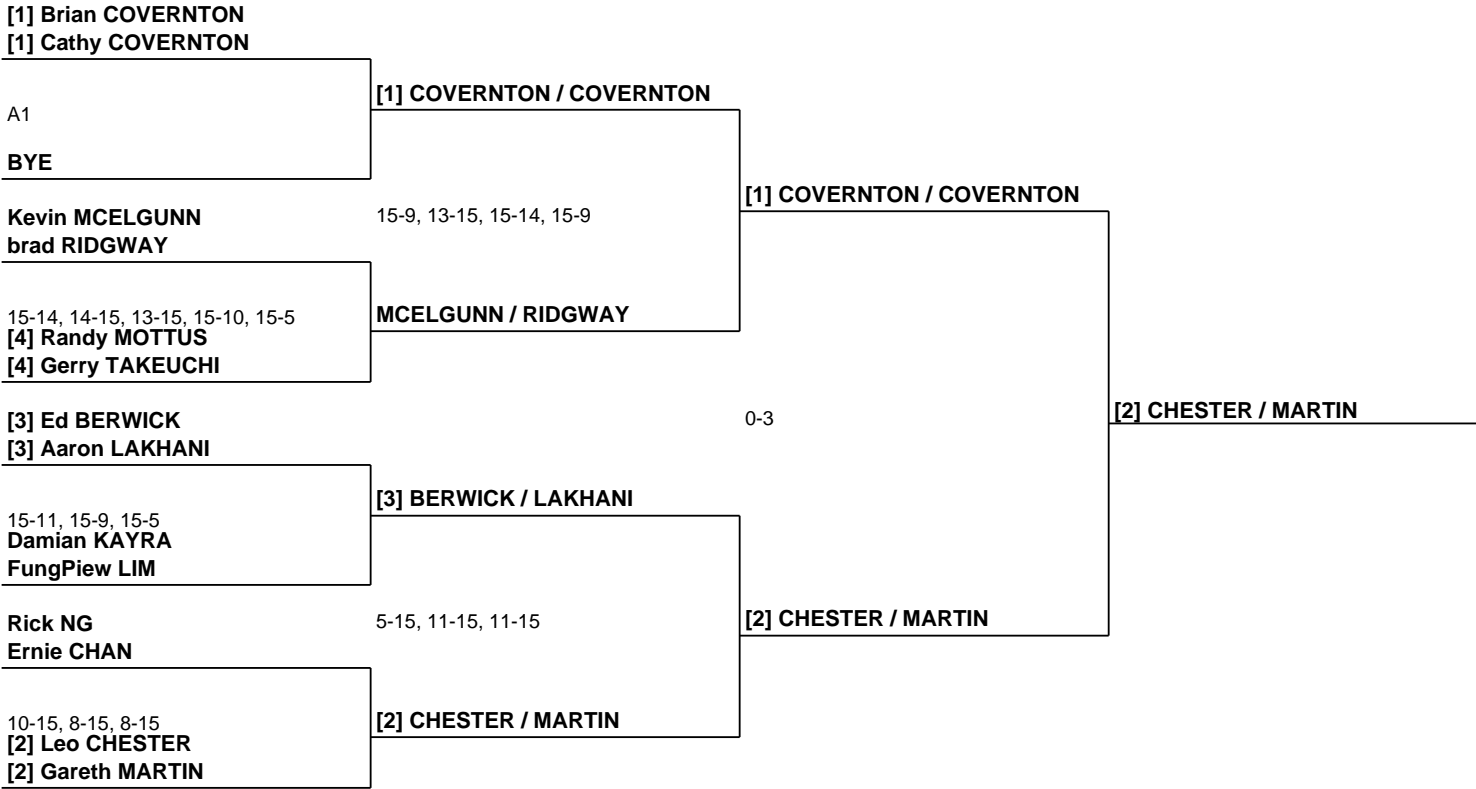 [1] Brian COVERNTON
[1] Cathy COVERNTON
[1] COVERNTON / COVERNTON
A1
BYE
[1] COVERNTON / COVERNTON
Kevin MCELGUNN
brad RIDGWAY
15-9, 13-15, 15-14, 15-9
15-14, 14-15, 13-15, 15-10, 15-5
MCELGUNN / RIDGWAY
[4] Randy MOTTUS
[4] Gerry TAKEUCHI
[2] CHESTER / MARTIN
0-3
[3] Ed BERWICK
[3] Aaron LAKHANI
[3] BERWICK / LAKHANI
15-11, 15-9, 15-5
Damian KAYRA
FungPiew LIM
Rick NG
Ernie CHAN
5-15, 11-15, 11-15
[2] CHESTER / MARTIN
10-15, 8-15, 8-15
[2] CHESTER / MARTIN
[2] Leo CHESTER
[2] Gareth MARTIN